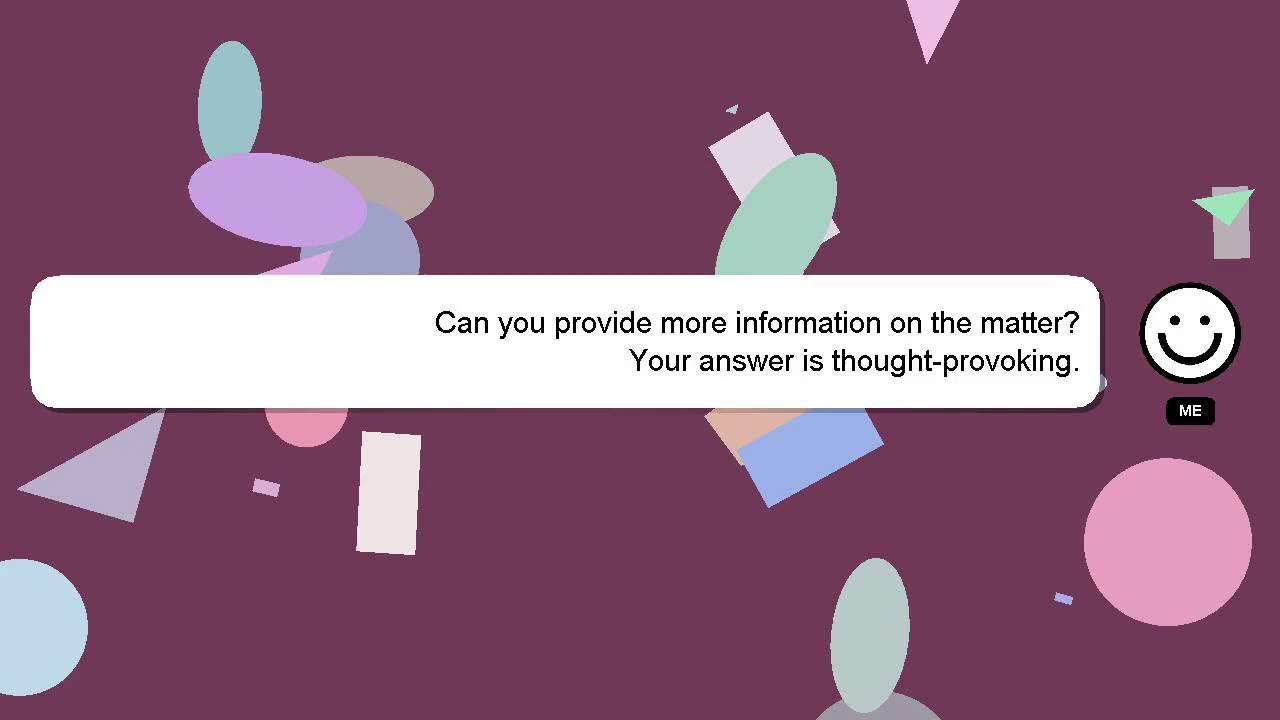 Can you provide more information on the matter?
Your answer is thought-provoking.
ME